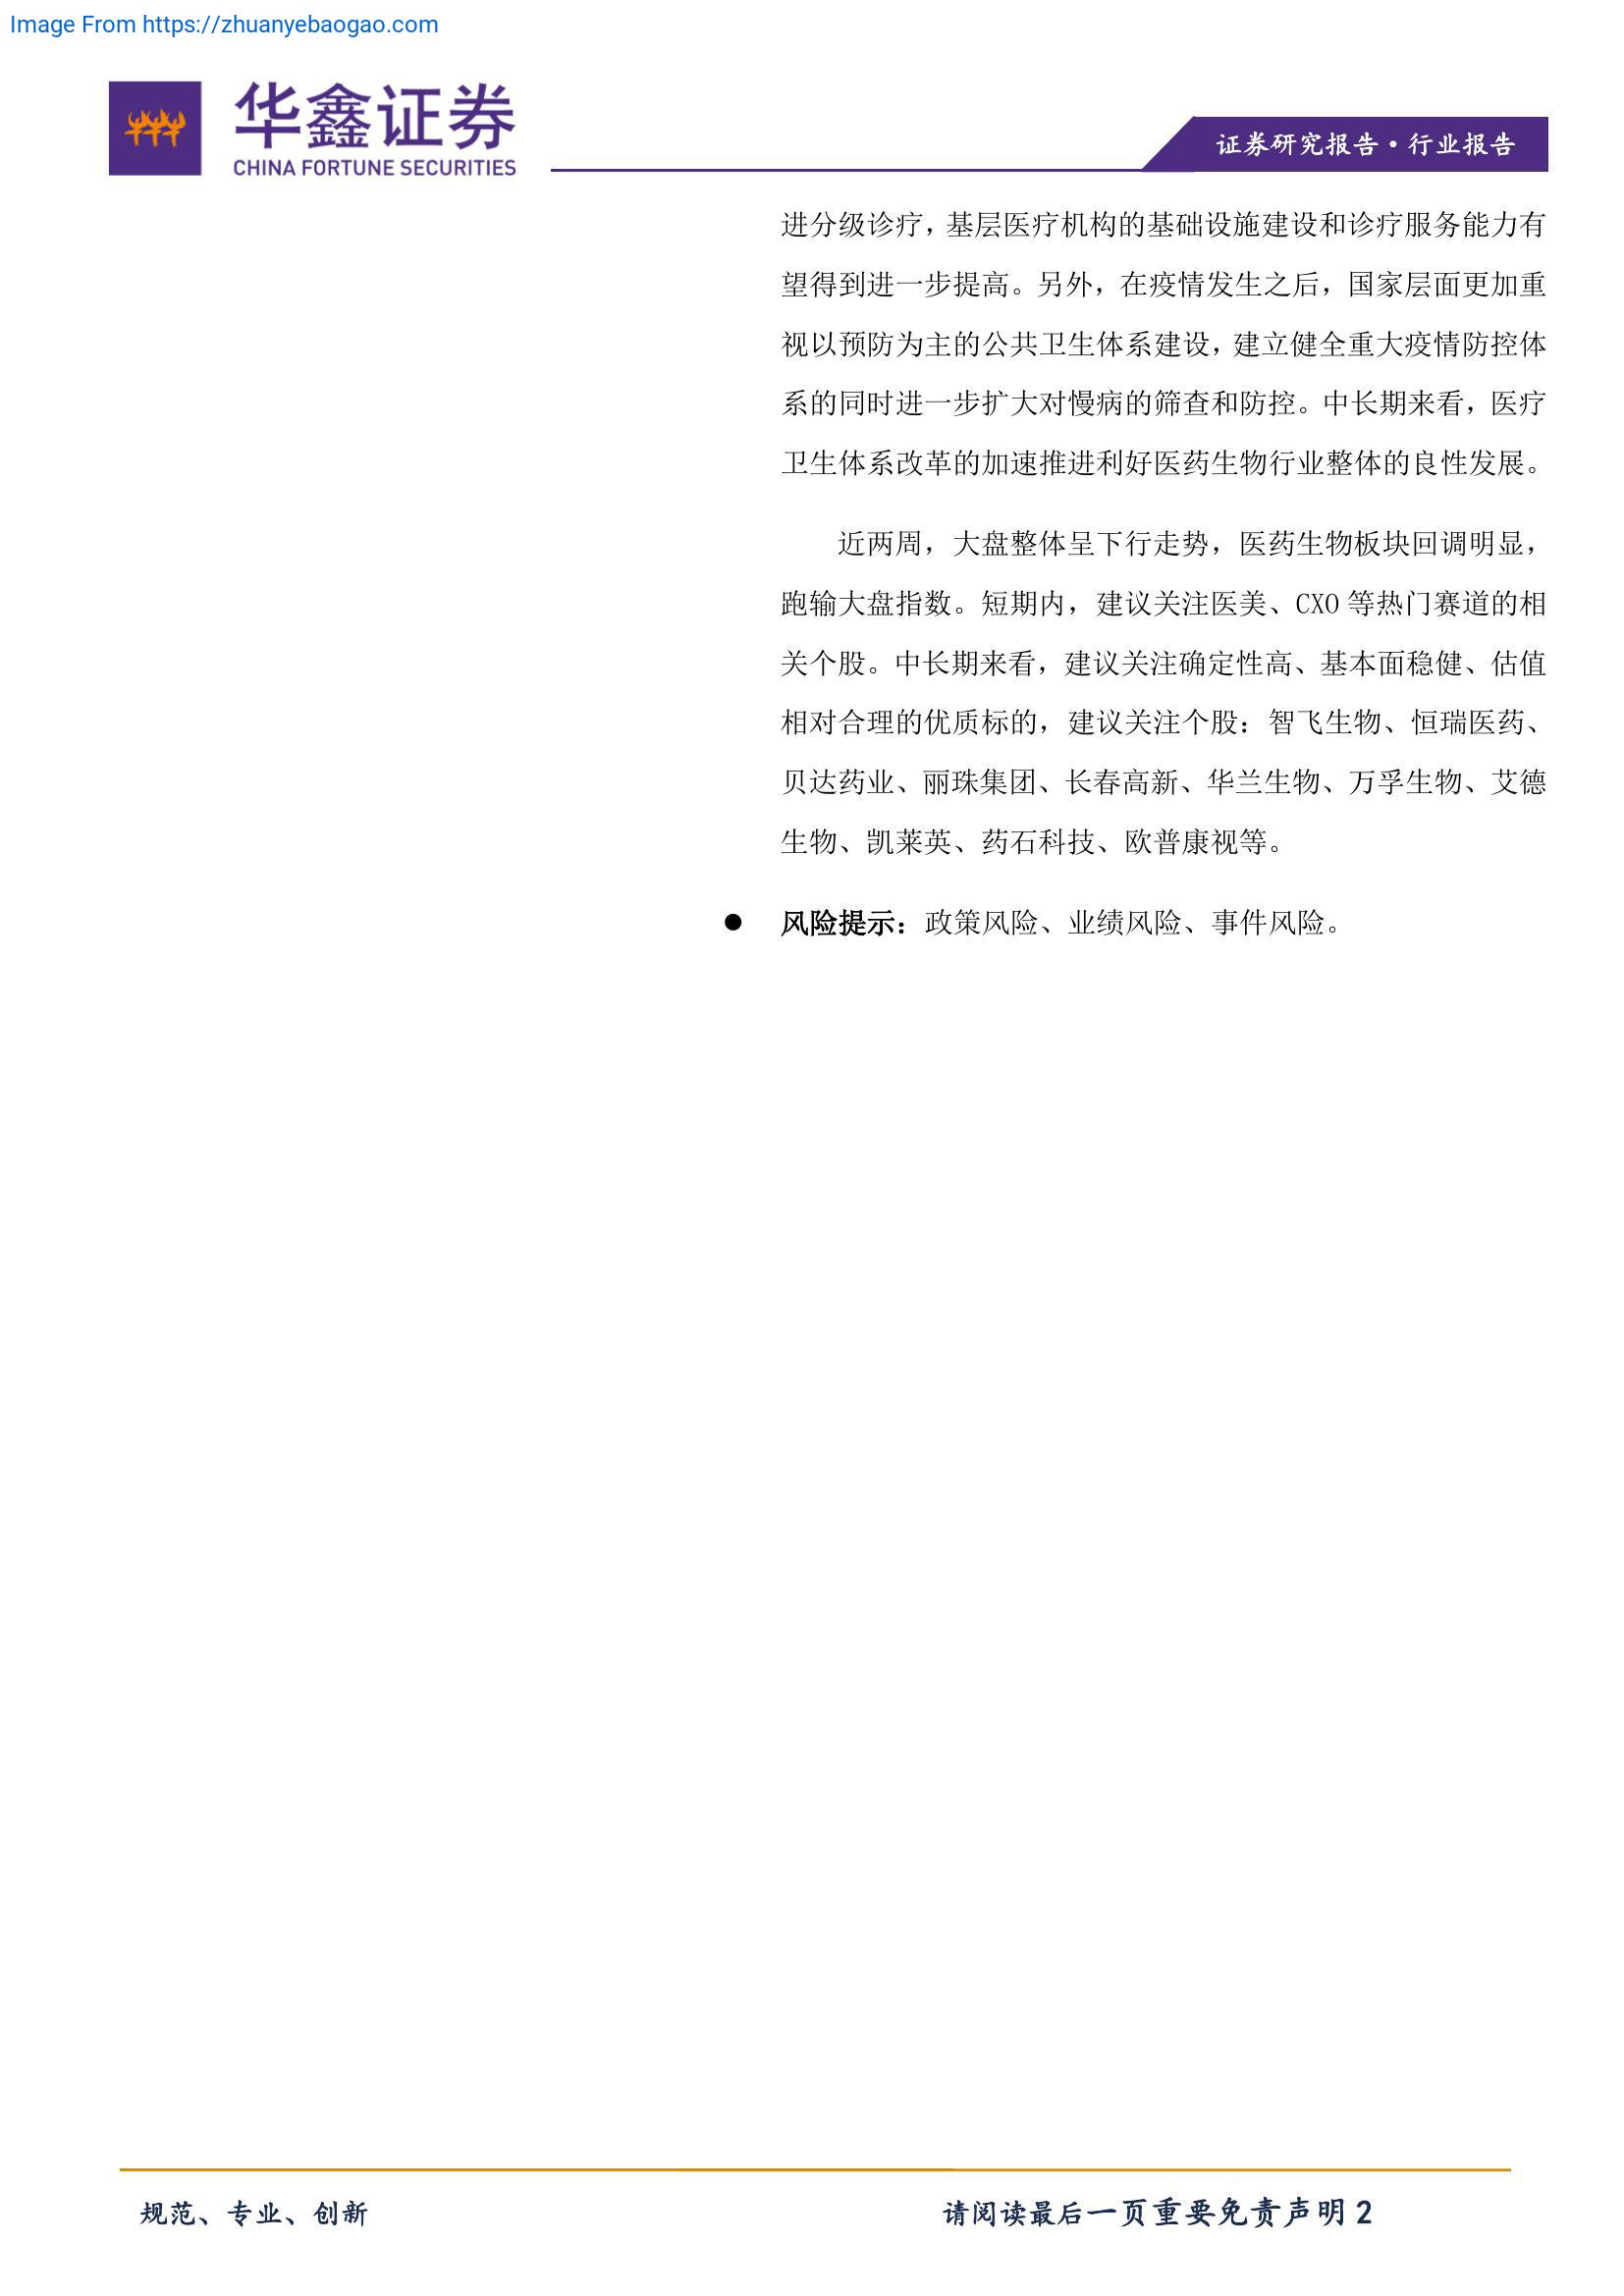 Image From https://zhuanyebaogao.com
华鑫证券
CHINA FORTUNE SECURITIES
证券研究报告·行业报告
进分级诊疗，基层医疗机构的基础设施建设和诊疗服务能力有
望得到进一步提高。另外，在疫情发生之后，国家层面更加重
视以预防为主的公共卫生体系建设，建立健全重大疫情防控体
系的同时进一步扩大对慢病的筛查和防控。中长期来看，医疗
卫生体系改革的加速推进利好医药生物行业整体的良性发展。
近两周，大盘整体呈下行走势，医药生物板块回调明显，
跑输大盘指数。短期内，建议关注医美、CXO 等热门赛道的相
关个股。中长期来看，建议关注确定性高、基本面稳健、估值
相对合理的优质标的，建议关注个股：智飞生物、恒瑞医药、
贝达药业、丽珠集团、长春高新、华兰生物、万孚生物、艾德
生物、凯莱英、药石科技、欧普康视等。
● 风险提示：政策风险、业绩风险、事件风险。
规范、专业、创新
请阅读最后一页重要免责声明 2